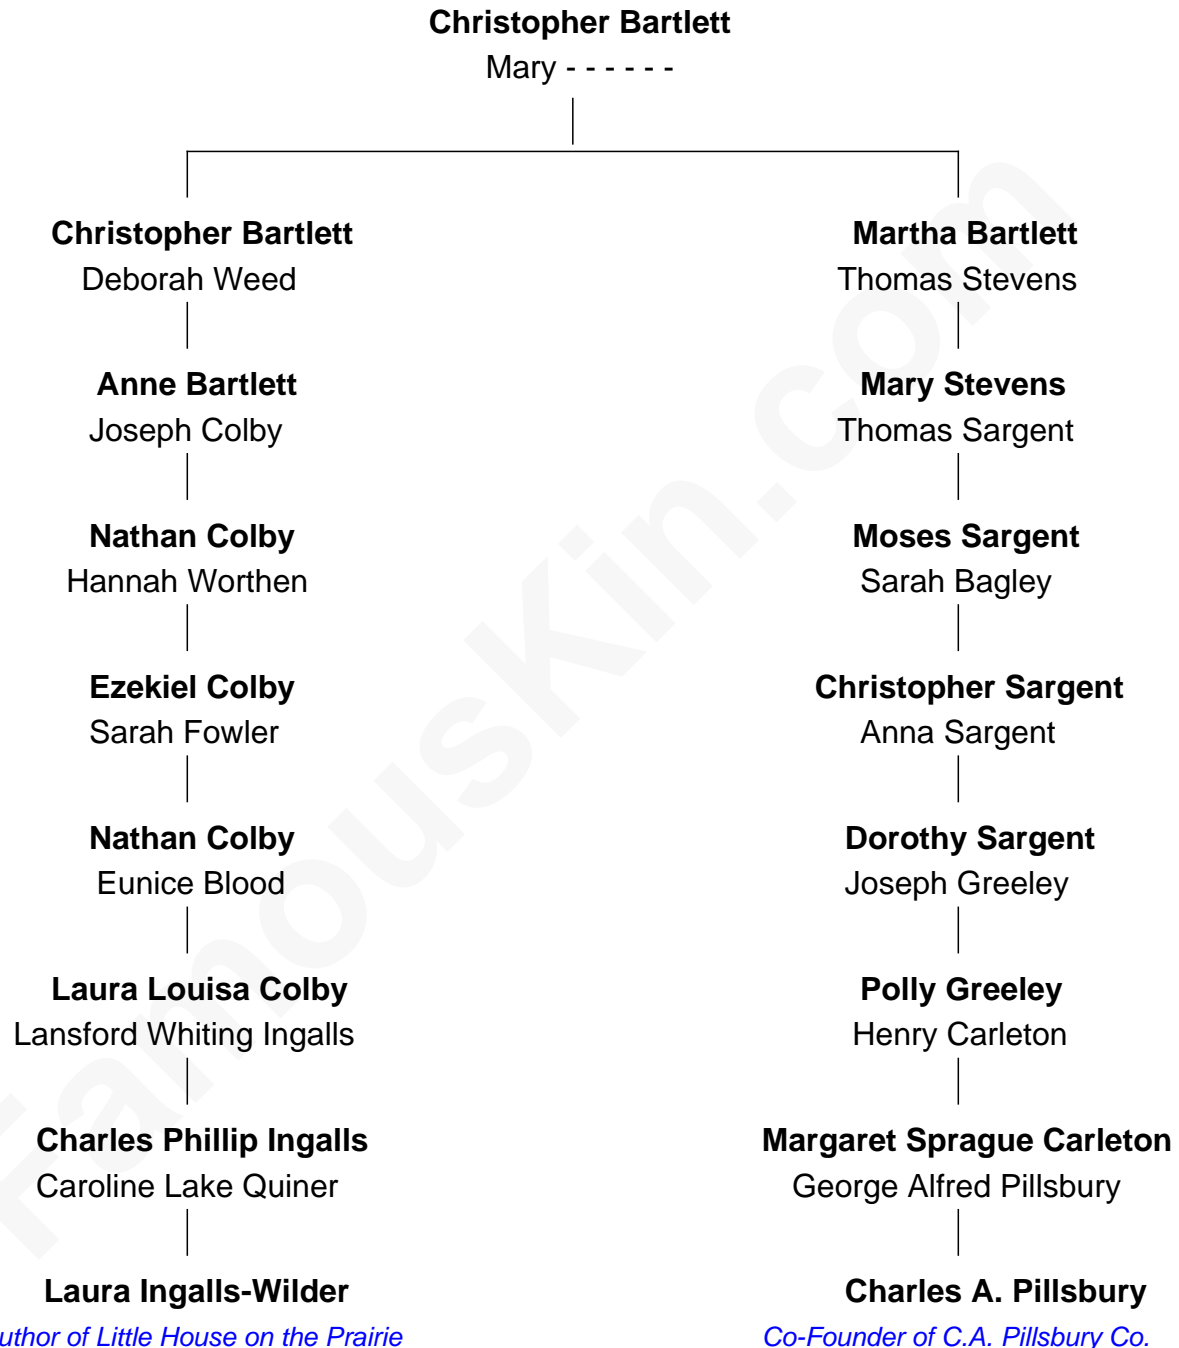 Christopher Bartlett
Mary - - - - - -
Christopher Bartlett
Deborah Weed
Martha Bartlett
Thomas Stevens
Anne Bartlett
Joseph Colby
Mary Stevens
Thomas Sargent
Nathan Colby
Hannah Worthen
Moses Sargent
Sarah Bagley
Ezekiel Colby
Sarah Fowler
Christopher Sargent
Anna Sargent
Nathan Colby
Eunice Blood
Dorothy Sargent
Joseph Greeley
Laura Louisa Colby
Lansford Whiting Ingalls
Polly Greeley
Henry Carleton
Charles Phillip Ingalls
Caroline Lake Quiner
Margaret Sprague Carleton
George Alfred Pillsbury
Laura Ingalls-Wilder
uthor of Little House on the Prairie
Charles A. Pillsbury
Co-Founder of C.A. Pillsbury Co.
FamousKin.com